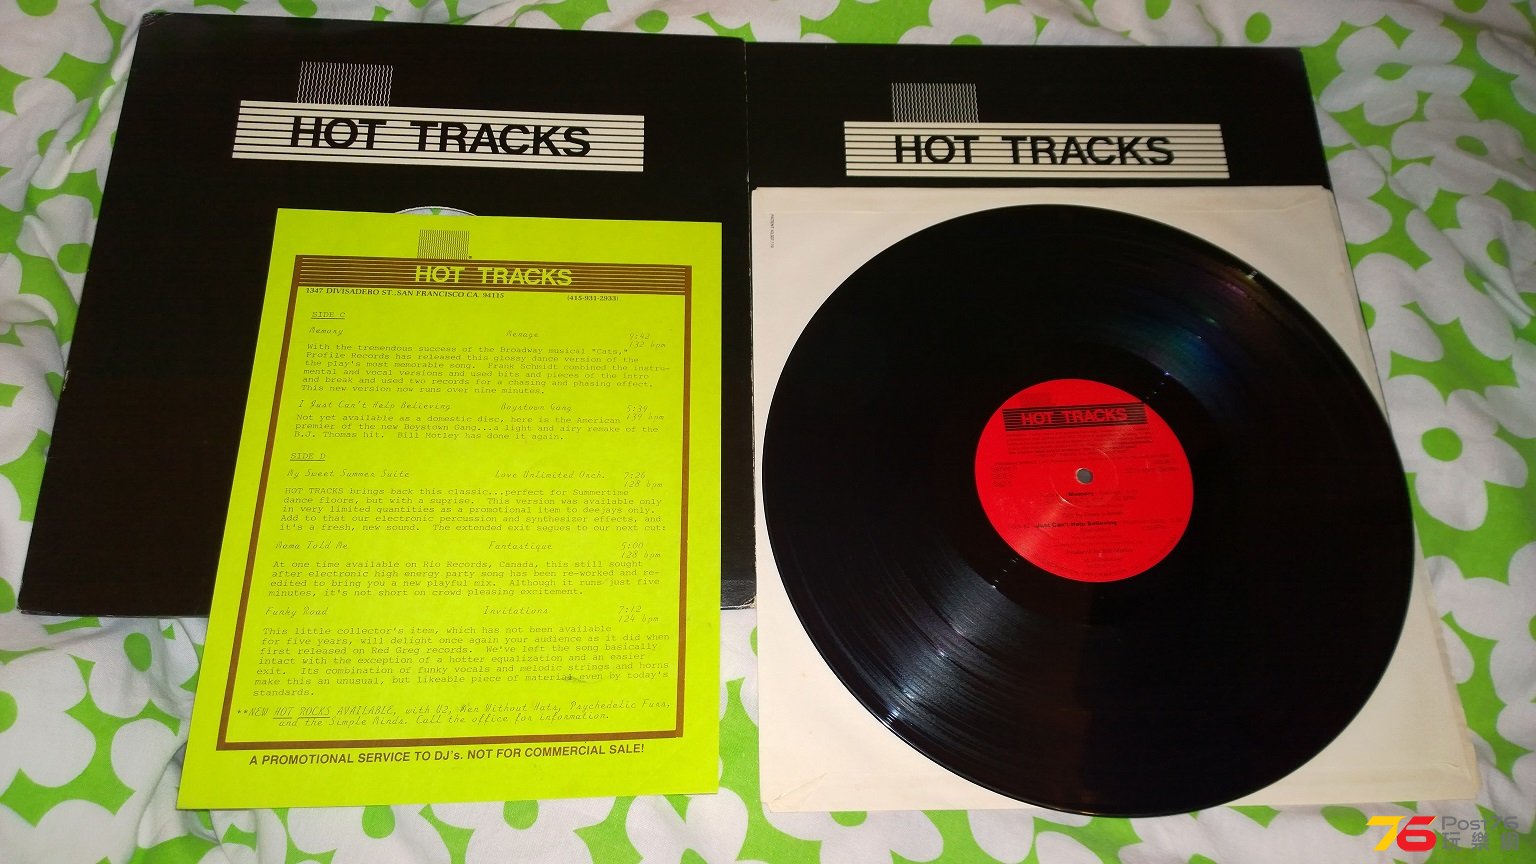 HOT TRACKS
HOT TRACKS
HOT TRACKS
1347 DIVISADERO ST., SAN FRANCISCO, CA. 94115 (415-931-2933)
SIDE C
Memory Menage 9:42
132 bpm
With the tremendous success of the Broadway musical "Cats,"
Profile Records has released this glossy dance version of the
the play's most memorable song. Frank Schmidt combined the instru-
mental and vocal versions and used bits and pieces of the intro
and break and used two records for a chasing and phasing effect.
This new version now runs over nine minutes.
I Just Can't Help Believing Boystown Gang 5:39
139 bpm
Not yet available as a domestic disc, here is the American
premier of the new Boystown Gang...a light and airy remake of the
B.J. Thomas hit. Bill Motley has done it again.
SIDE D
My Sweet Summer Suite Love Unlimited Orch. 7:26
128 bpm
HOT TRACKS brings back this classic...perfect for Summertime
dance floors, but with a suprise. This version was available only
in very limited quantities as a promotional item to deejays only.
Add to that our electronic percussion and synthesizer effects, and
it's a fresh, new sound. The extended exit segues to our next cut:
Mama Told Me Fantastique 5:00
128 bpm
At one time available on Rio Records, Canada, this still sought
after electronic high energy party song has been re-worked and re-
edited to bring you a new playful mix. Although it runs just five
minutes, it's not short on crowd pleasing excitement.
Funky Road Invitations 7:12
124 bpm
This little collector's item, which has not been available
for five years, will delight once again your audience as it did when
first released on Red Greg records. We've left the song basically
intact with the exception of a hotter equalization and an easier
exit. Its combination of funky vocals and melodic strings and horns
make this an unusual, but likeable piece of material even by today's
standards.
**NEW HOT ROCKS AVAILABLE, with U2, Men Without Hats, Psychedelic Furs,
and the Simple Minds. Call the office for information.
A PROMOTIONAL SERVICE TO DJ's. NOT FOR COMMERCIAL SALE!
HOT TRACKS
Memory
Just Can't Help Believing
76 Post76
玩樂